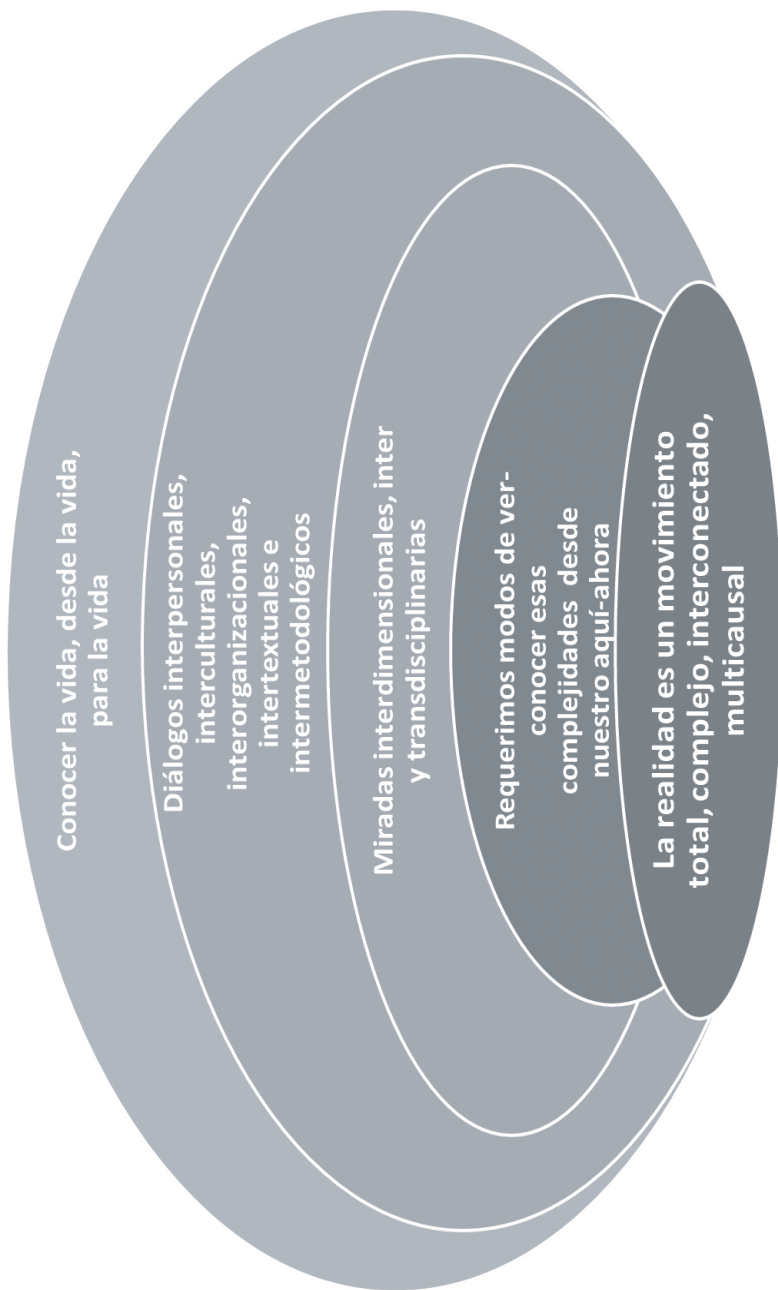 Conocer la vida, desde la vida,
para la vida
Diálogos interpersonales,
interculturales,
interorganizacionales,
intertextuales e
intermetodológicos
Miradas interdimensionales, inter
y transdisciplinarias
Requerimos modos de ver-
conocer esas
complejidades desde
nuestro aquí-ahora
La realidad es un movimiento
total, complejo, interconectado,
multicausal